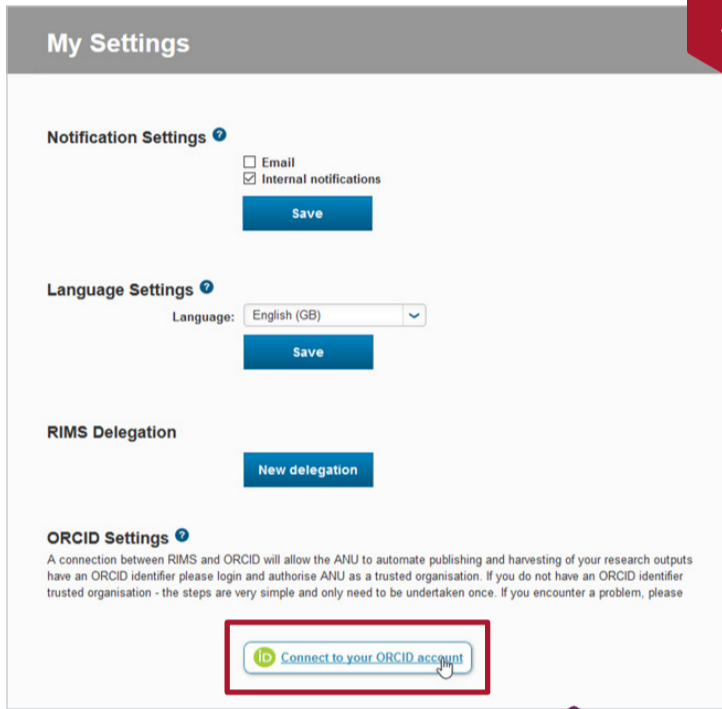 My Settings
Notification Settings ?
Email
Internal notifications
Save
Language Settings ?
Language: English (GB)
Save
RIMS Delegation
New delegation
ORCID Settings ?
A connection between RIMS and ORCID will allow the ANU to automate publishing and harvesting of your research outputs
have an ORCID identifier please login and authorise ANU as a trusted organisation. If you do not have an ORCID identifier
trusted organisation - the steps are very simple and only need to be undertaken once. If you encounter a problem, please
iD Connect to your ORCID account